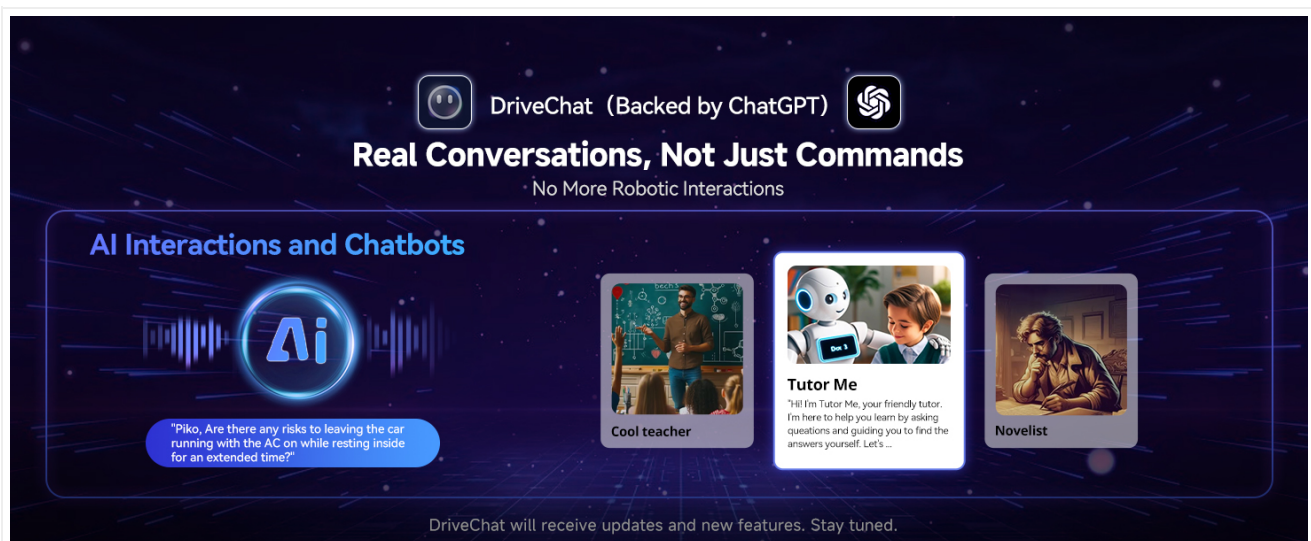 DriveChat（Backed by ChatGPT）
Real Conversations, Not Just Commands
No More Robotic Interactions
AI Interactions and Chatbots
Ai
"Piko, Are there any risks to leaving the car
running with the AC on while resting inside
for an extended time?"
Cool teacher
Tutor Me
"Hi! I'm Tutor Me, your friendly tutor.
I'm here to help you learn by asking
queations and guiding you to find the
answers yourself. Let's ...
Novelist
DriveChat will receive updates and new features. Stay tuned.